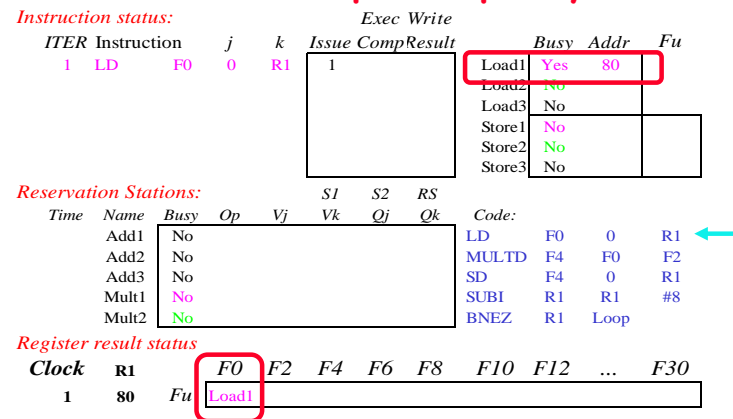 Instruction status: Exec Write
ITER Instruction j k Issue Comp Result Busy Addr Fu
1 LD F0 0 R1 1 Load1 Yes 80
Load2 No
Load3 No
Store1 No
Store2 No
Store3 No
Reservation Stations: S1 S2 RS
Time Name Busy Op Vj Vk Qj Qk Code:
Add1 No LD F0 0 R1
Add2 No MULTD F4 F0 F2
Add3 No SD F4 0 R1
Mult1 No SUBI R1 R1 #8
Mult2 No BNEZ R1 Loop
Register result status
Clock R1 F0 F2 F4 F6 F8 F10 F12 ... F30
1 80 Fu Load1